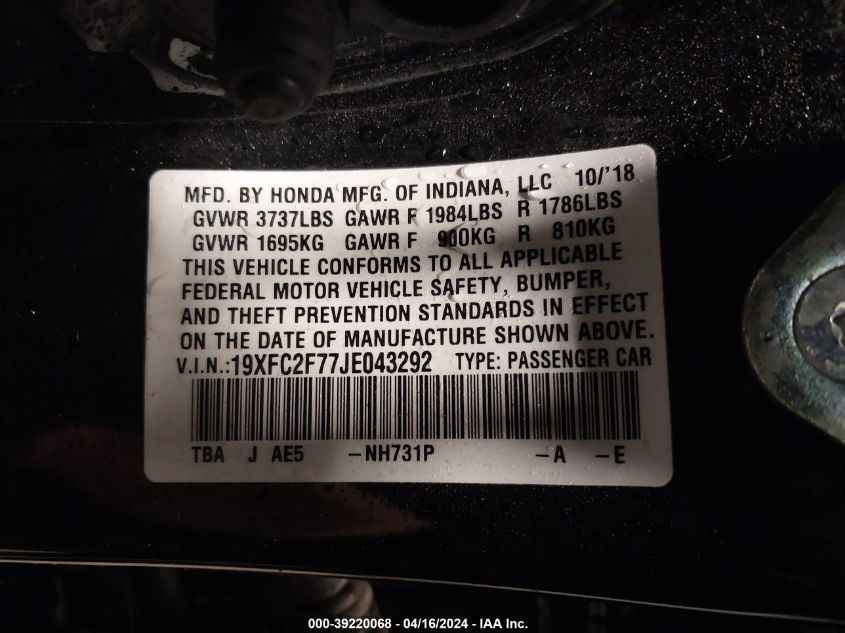 MFD. BY HONDA MFG. OF INDIANA, LLC 10/'18
GVWR 3737LBS GAWR F 1984LBS R 1786LBS
GVWR 1695KG GAWR F 900KG R 810KG
THIS VEHICLE CONFORMS TO ALL APPLICABLE
FEDERAL MOTOR VEHICLE SAFETY, BUMPER,
AND THEFT PREVENTION STANDARDS IN EFFECT
ON THE DATE OF MANUFACTURE SHOWN ABOVE.
V.I.N.:19XFC2F77JE043292 TYPE: PASSENGER CAR
TBA J AE5 -NH731P -A -E
000-39220068 - 04/16/2024 - IAA Inc.